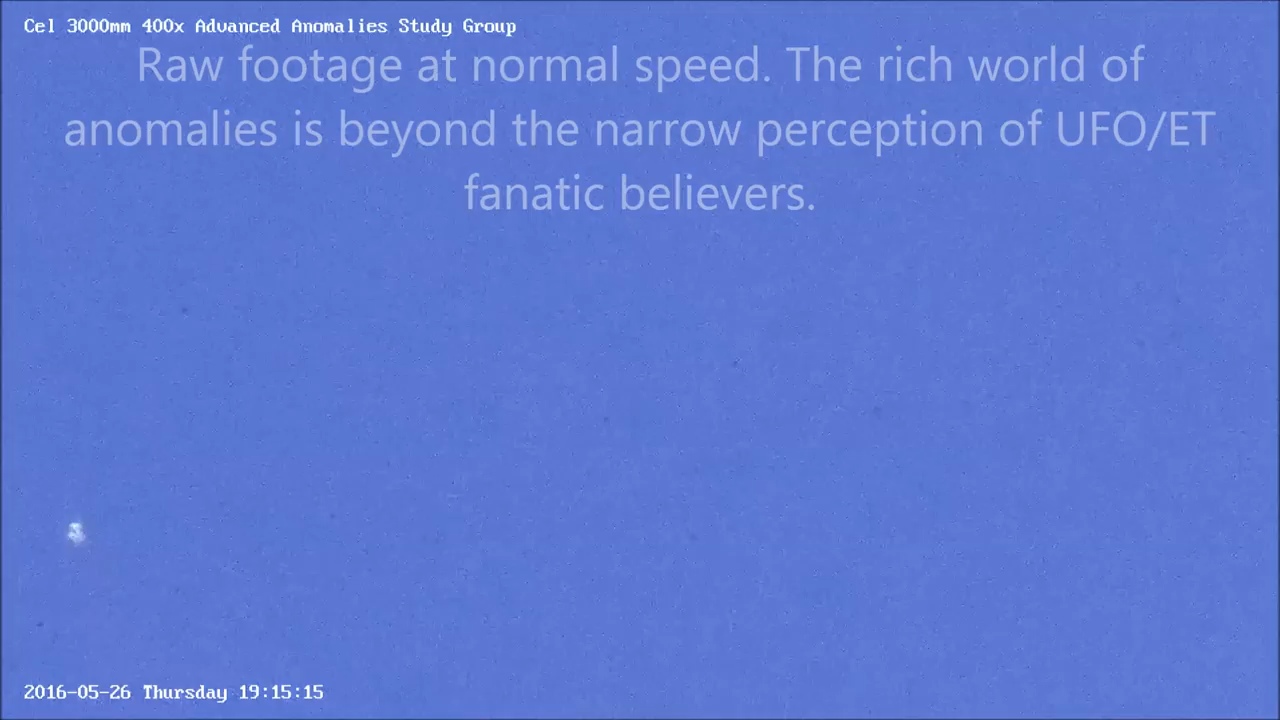 Cel 3000mm 400x Advanced Anomalies Study Group
Raw footage at normal speed. The rich world of
anomalies is beyond the narrow perception of UFO/ET
fanatic believers.
2016-05-26 Thursday 19:15:15